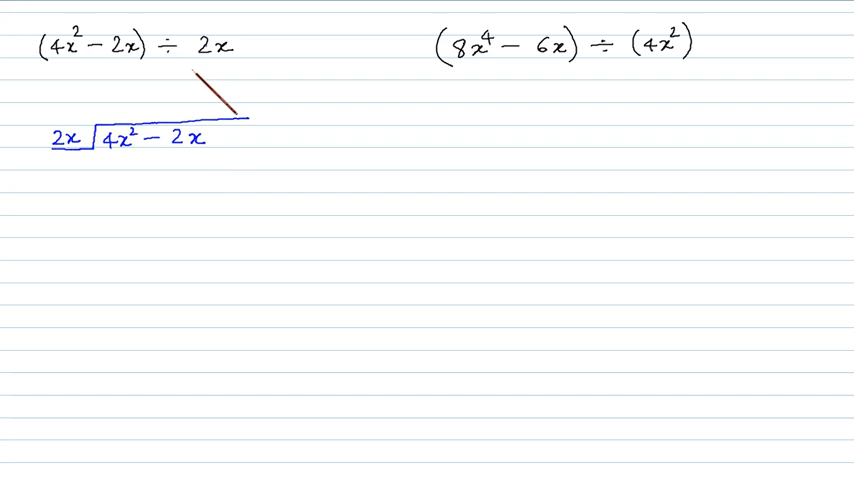 (4x² − 2x) ÷ 2x
(8x⁴ − 6x) ÷ (4x²)
2x 4x² − 2x